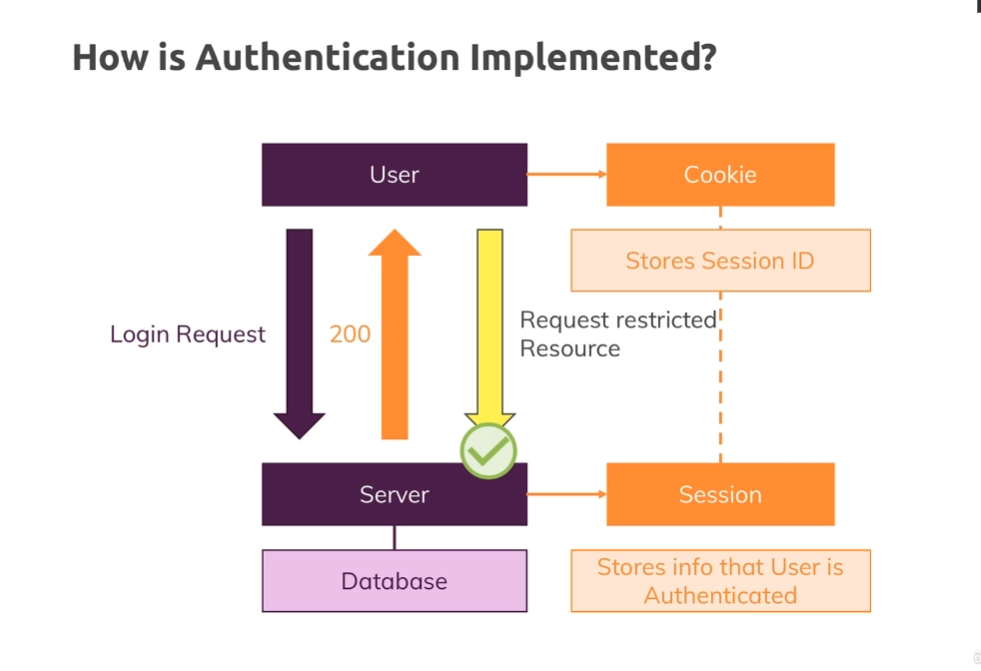 How is Authentication Implemented?
User
Cookie
Stores Session ID
Login Request
200
Request restricted
Resource
Server
Session
Database
Stores info that User is
Authenticated